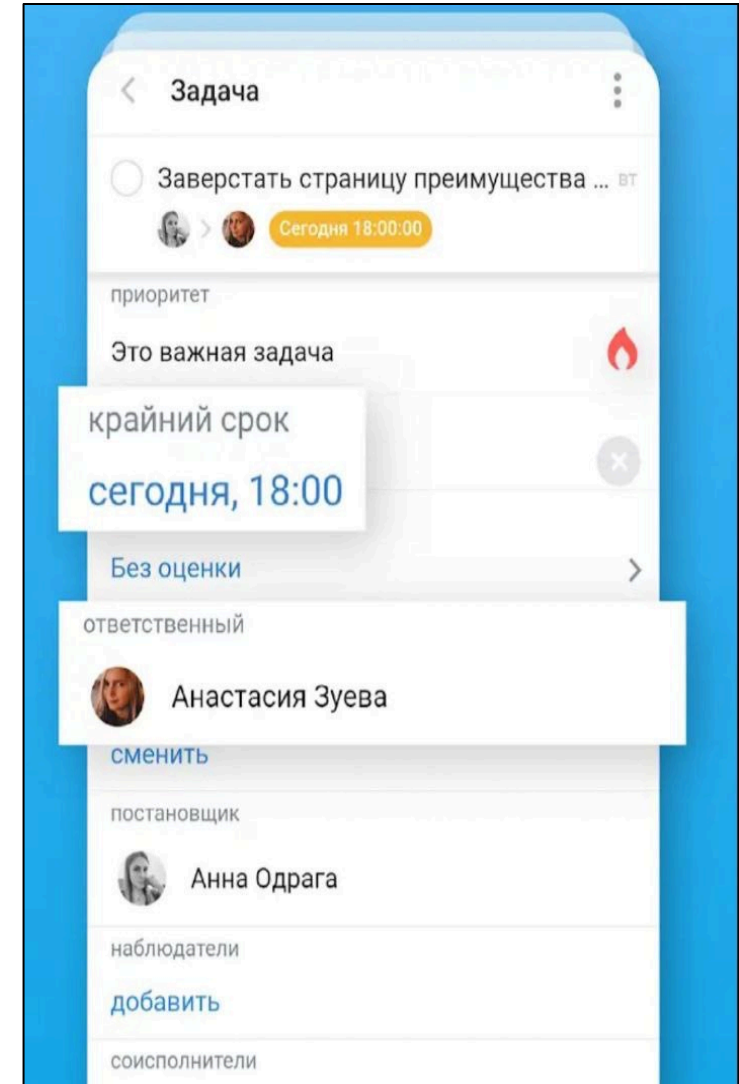 Задача
Заверстать страницу преимущества ... вт
Сегодня 18:00:00
приоритет
Это важная задача
крайний срок
сегодня, 18:00
Без оценки
ответственный
Анастасия Зуева
сменить
постановщик
Анна Одрага
наблюдатели
добавить
соисполнители